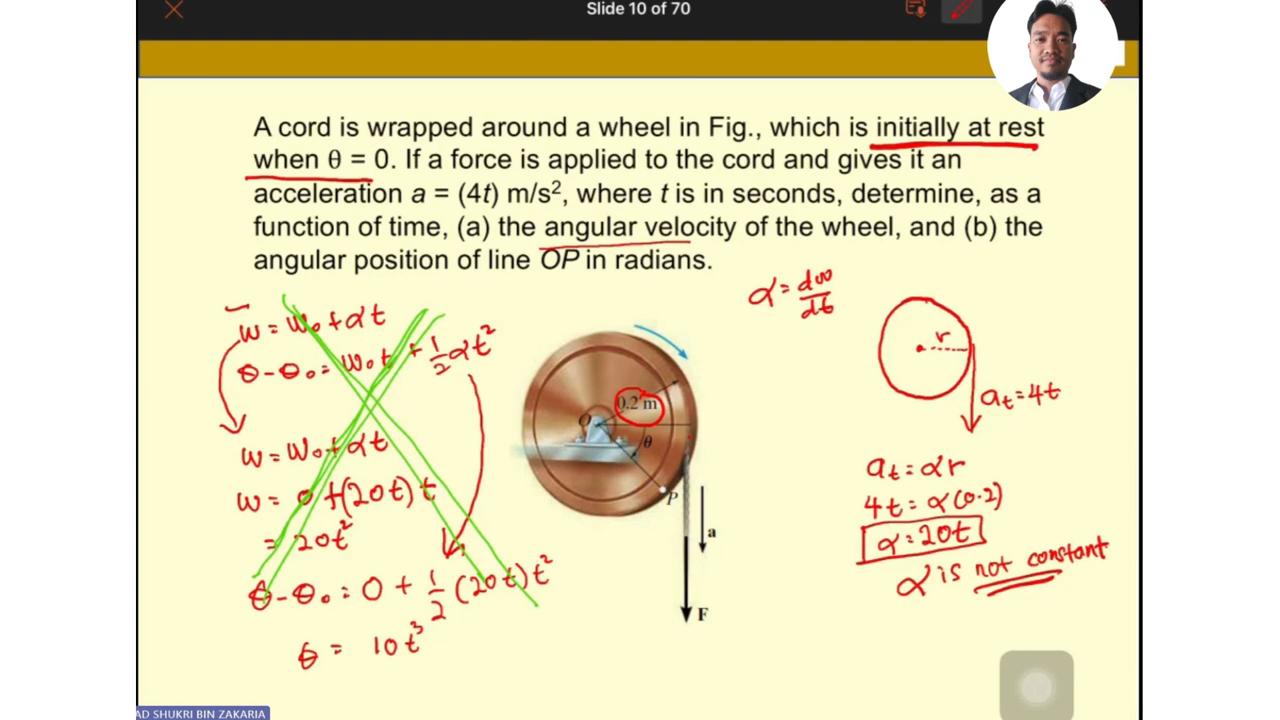 Slide 10 of 70
A cord is wrapped around a wheel in Fig., which is initially at rest
when θ = 0. If a force is applied to the cord and gives it an
acceleration a = (4t) m/s², where t is in seconds, determine, as a
function of time, (a) the angular velocity of the wheel, and (b) the
angular position of line OP in radians.
ω = ω₀ + αt
θ - θ₀ = ω₀t + ½αt²
ω = ω₀ + αt
ω = 0 + (20t) t
= 20t²
θ - θ₀ = 0 + ½ (20t) t²
θ = 10t³
0.2 m
O
θ
P
a
F
α = dω/dt
r
aₜ = 4t
aₜ = αr
4t = α(0.2)
α = 20t
α is not constant
AD SHUKRI BIN ZAKARIA